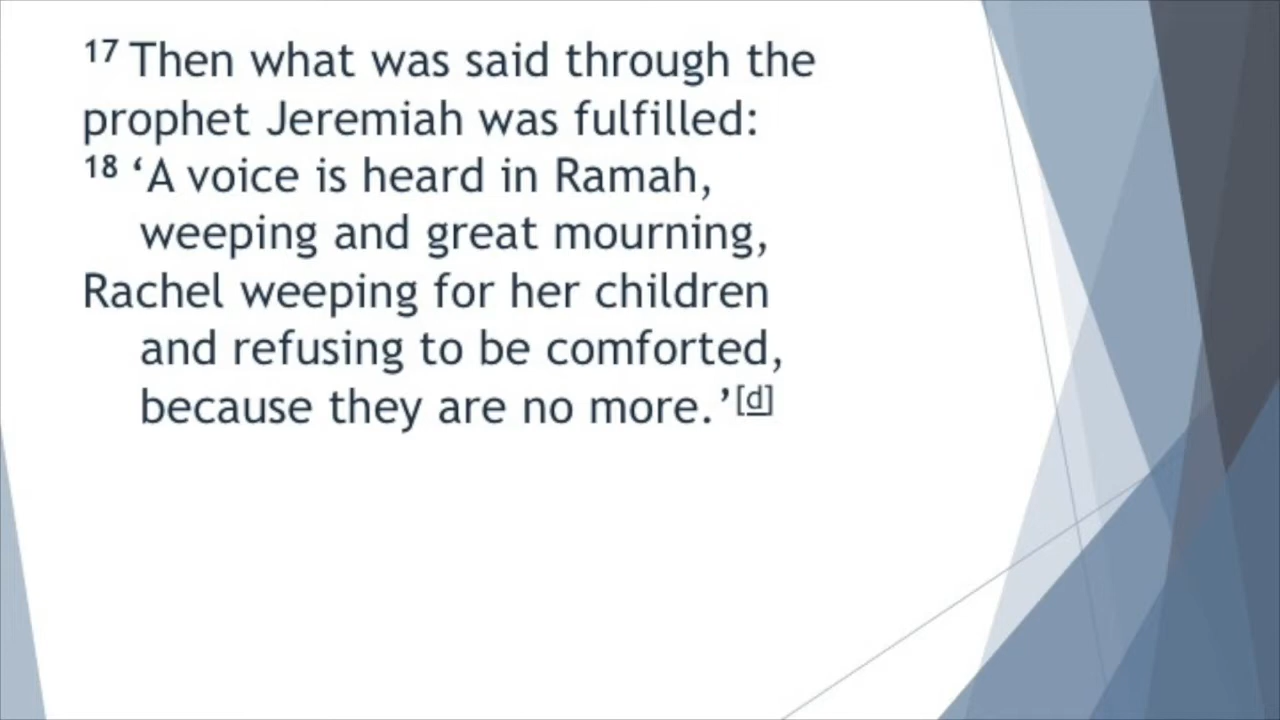 17 Then what was said through the
prophet Jeremiah was fulfilled:
18 ‘A voice is heard in Ramah,
weeping and great mourning,
Rachel weeping for her children
and refusing to be comforted,
because they are no more.’[d]